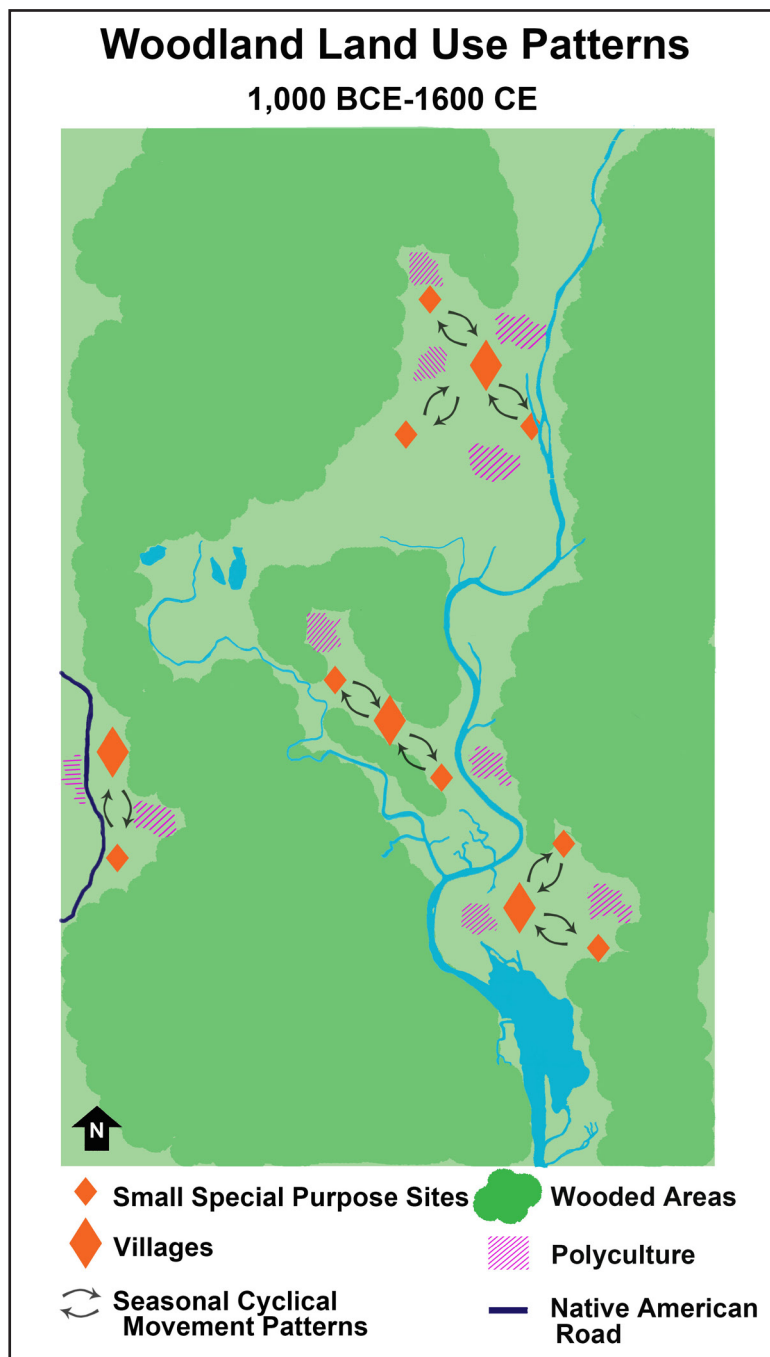 Woodland Land Use Patterns
1,000 BCE-1600 CE
N
Small Special Purpose Sites
Villages
Seasonal Cyclical
Movement Patterns
Wooded Areas
Polyculture
Native American
Road